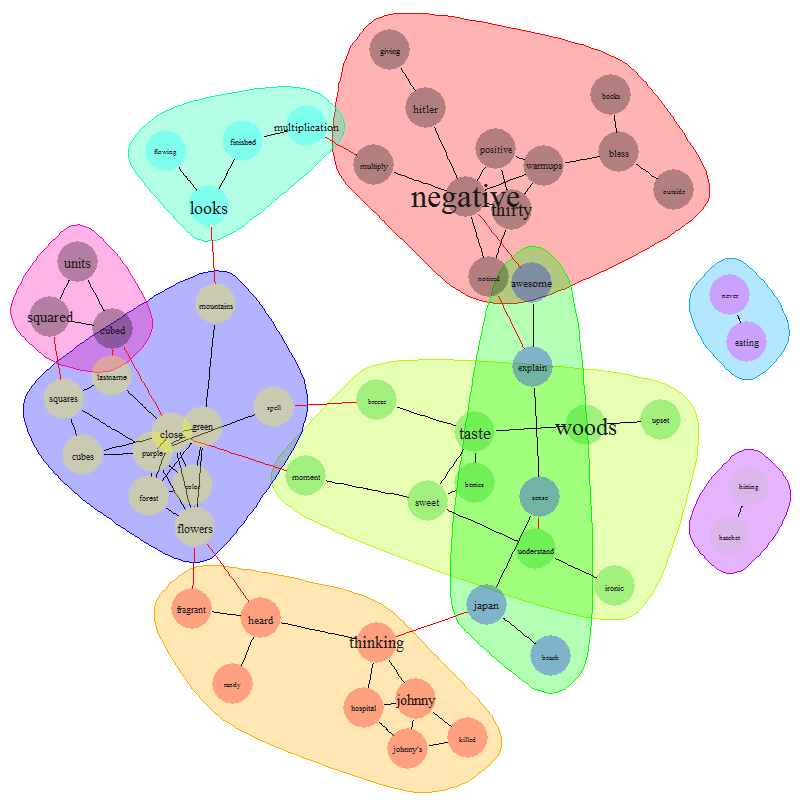 giving
books
hitler
multiplication
finished
flowing
positive
bless
warmups
multiply
outside
negative
looks
thirty
units
noticed
awesome
never
mountains
squared
cubed
eating
explain
lastname
squares
breeze
spell
upset
green
woods
close
taste
purple
cubes
moment
berries
color
hitting
forest
sense
sweet
flowers
hatchet
understand
ironic
japan
fragrant
heard
thinking
beach
randy
johnny
hospital
killed
johnny's